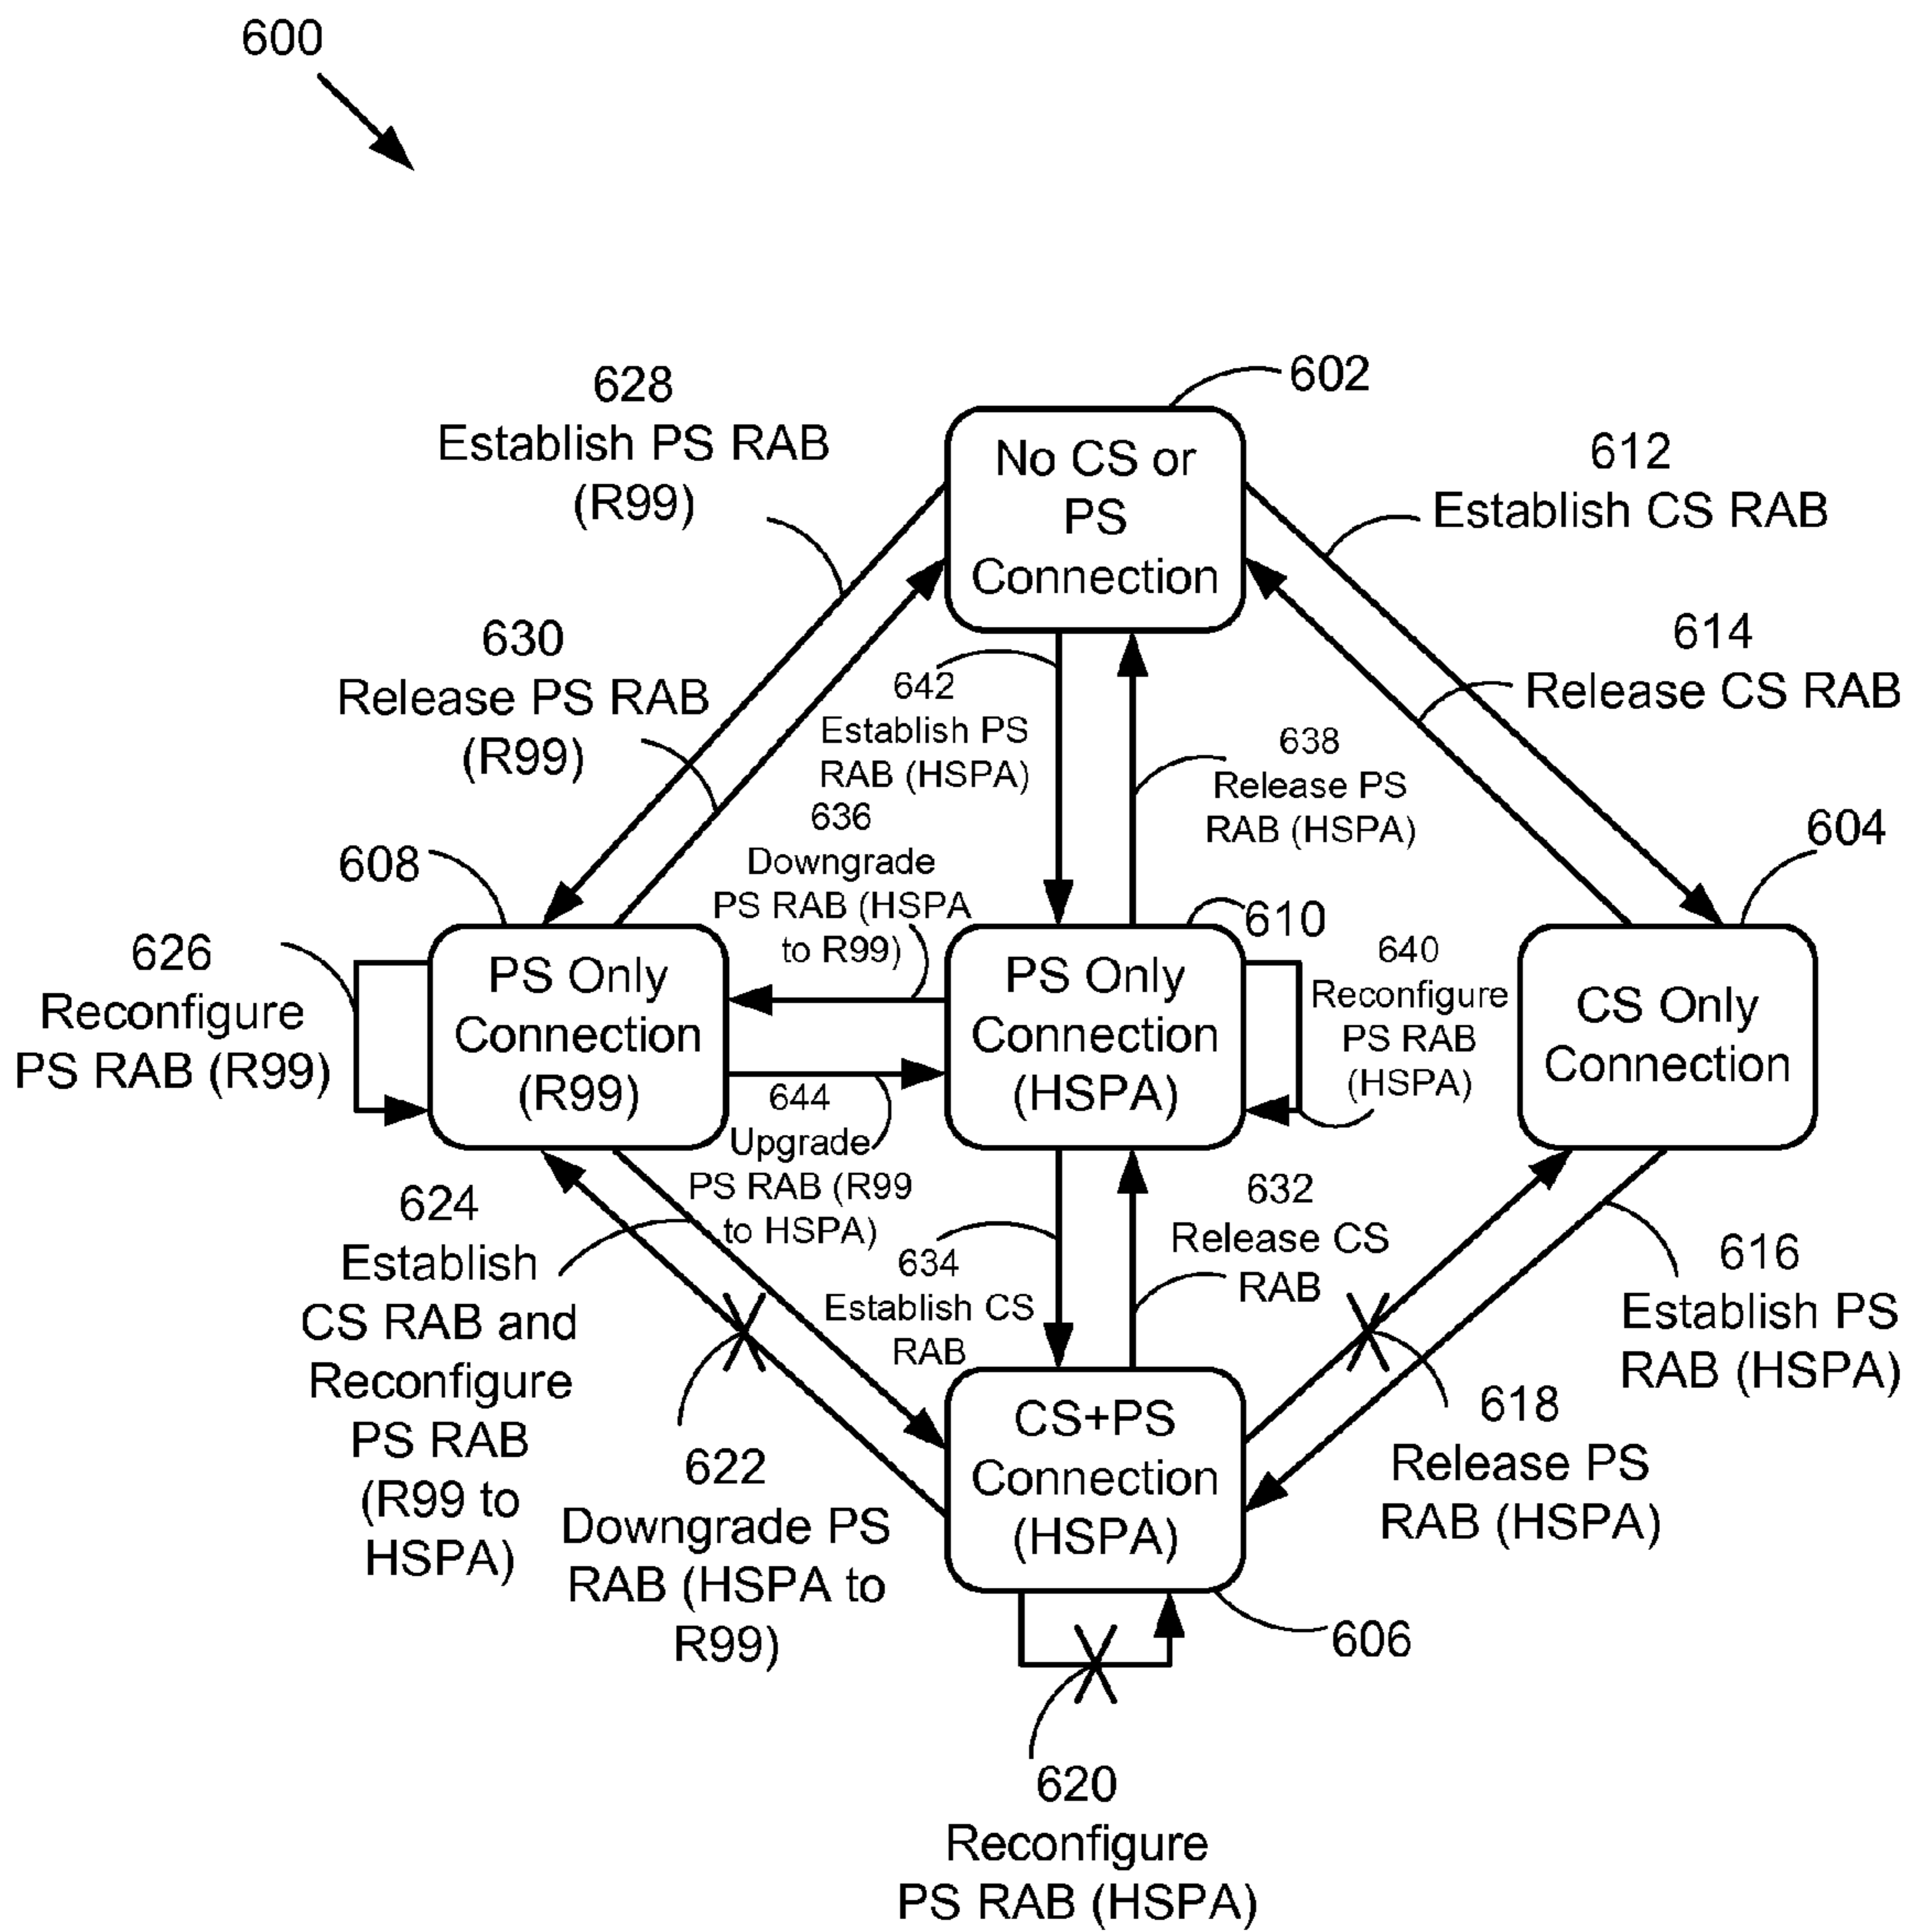 600
602
No CS or
PS
Connection
628
Establish PS RAB
(R99)
612
Establish CS RAB
630
Release PS RAB
(R99)
614
Release CS RAB
642
Establish PS
RAB (HSPA)
638
Release PS
RAB (HSPA)
636
Downgrade
PS RAB (HSPA
to R99)
608
610
604
626
Reconfigure
PS RAB (R99)
PS Only
Connection
(R99)
PS Only
Connection
(HSPA)
640
Reconfigure
PS RAB
(HSPA)
CS Only
Connection
644
Upgrade
PS RAB (R99
to HSPA)
624
Establish
CS RAB and
Reconfigure
PS RAB
(R99 to
HSPA)
634
Establish CS
RAB
632
Release CS
RAB
616
Establish PS
RAB (HSPA)
622
Downgrade PS
RAB (HSPA to
R99)
CS+PS
Connection
(HSPA)
618
Release PS
RAB (HSPA)
606
620
Reconfigure
PS RAB (HSPA)